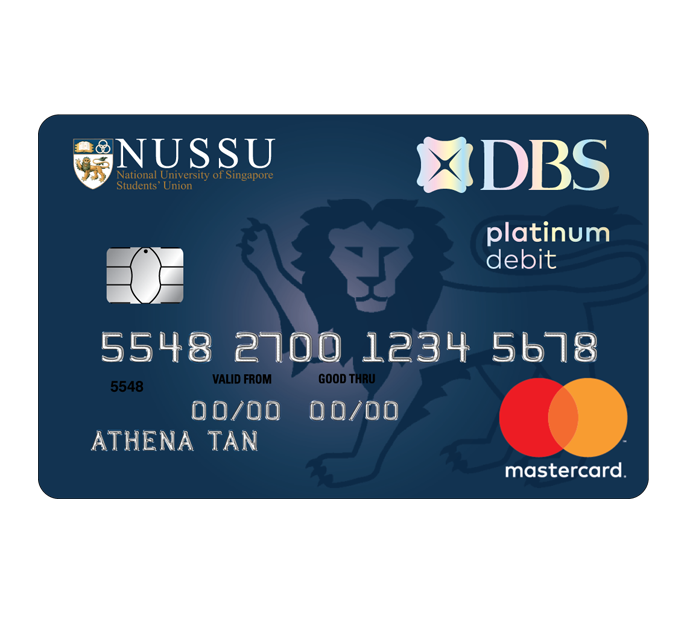 NUSSU
National University of Singapore
Students' Union
DBS
platinum
debit
5548 2700 1234 5678
5548
VALID FROM GOOD THRU
00/00 00/00
ATHENA TAN
mastercard.